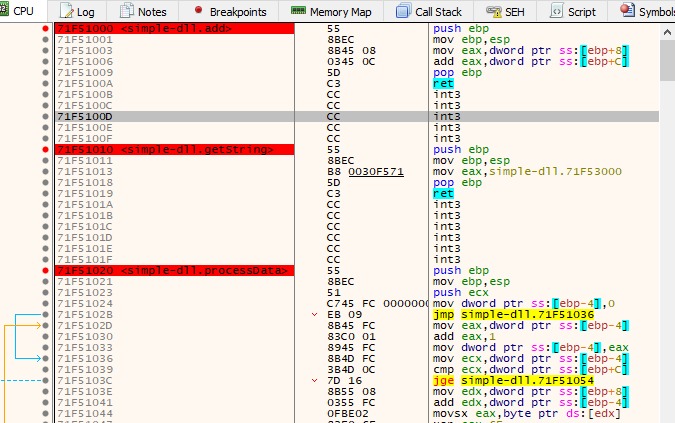 CPU Log Notes Breakpoints Memory Map Call Stack SEH Script Symbols
71F51000 <simple-dll.add> 55 push ebp
71F51001 8BEC mov ebp,esp
71F51003 8B45 08 mov eax,dword ptr ss:[ebp+8]
71F51006 0345 0C add eax,dword ptr ss:[ebp+C]
71F51009 5D pop ebp
71F5100A C3 ret
71F5100B CC int3
71F5100C CC int3
71F5100D CC int3
71F5100E CC int3
71F5100F CC int3
71F51010 <simple-dll.getString> 55 push ebp
71F51011 8BEC mov ebp,esp
71F51013 B8 0030F571 mov eax,simple-dll.71F53000
71F51018 5D pop ebp
71F51019 C3 ret
71F5101A CC int3
71F5101B CC int3
71F5101C CC int3
71F5101D CC int3
71F5101E CC int3
71F5101F CC int3
71F51020 <simple-dll.processData> 55 push ebp
71F51021 8BEC mov ebp,esp
71F51023 51 push ecx
71F51024 C745 FC 0000000 mov dword ptr ss:[ebp-4],0
71F5102B EB 09 jmp simple-dll.71F51036
71F5102D 8B45 FC mov eax,dword ptr ss:[ebp-4]
71F51030 83C0 01 add eax,1
71F51033 8945 FC mov dword ptr ss:[ebp-4],eax
71F51036 8B4D FC mov ecx,dword ptr ss:[ebp-4]
71F51039 3B4D 0C cmp ecx,dword ptr ss:[ebp+C]
71F5103C 7D 16 jge simple-dll.71F51054
71F5103E 8B55 08 mov edx,dword ptr ss:[ebp+8]
71F51041 0355 FC add edx,dword ptr ss:[ebp-4]
71F51044 0FBE02 movsx eax,byte ptr ds:[edx]